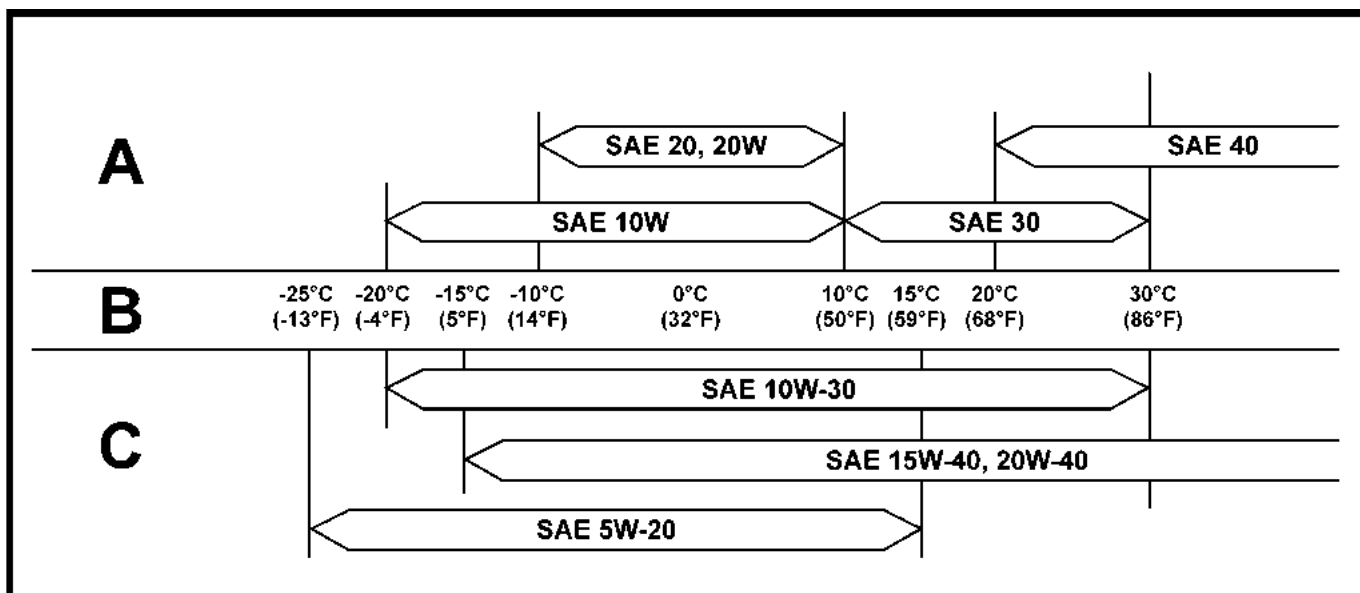 A
SAE 20, 20W
SAE 40
SAE 10W
SAE 30
B
-25°C -20°C -15°C -10°C 0°C 10°C 15°C 20°C 30°C
(-13°F) (-4°F) (5°F) (14°F) (32°F) (50°F) (59°F) (68°F) (86°F)
C
SAE 10W-30
SAE 15W-40, 20W-40
SAE 5W-20